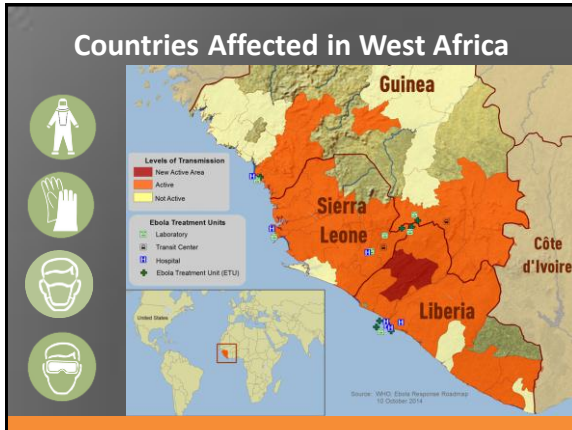 Countries Affected in West Africa
Guinea
Levels of Transmission
New Active Area
Active
Not Active
Ebola Treatment Units
Laboratory
Transit Center
Hospital
Ebola Treatment Unit (ETU)
Sierra
Leone
Côte
d'Ivoire
Liberia
United States
Source: WHO: Ebola Response Roadmap
10 October 2014